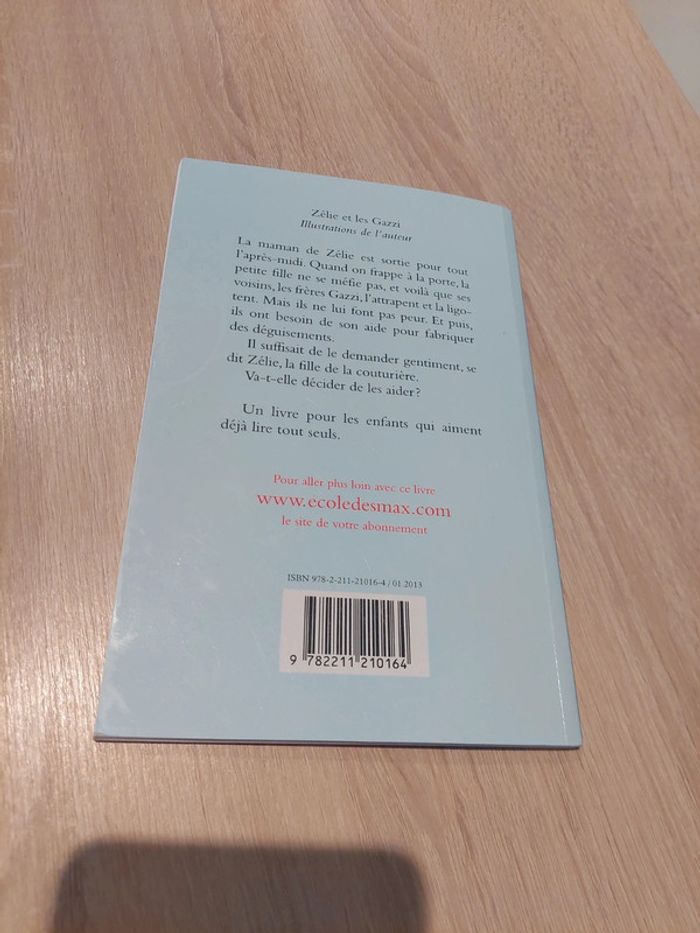 Zélie et les Gazzi
Illustrations de l'auteur
La maman de Zélie est sortie pour tout
l'après-midi. Quand on frappe à la porte, la
petite fille ne se méfie pas, et voilà que ses
voisins, les frères Gazzi, l'attrapent et la ligo-
tent. Mais ils ne lui font pas peur. Et puis,
ils ont besoin de son aide pour fabriquer
des déguisements.
Il suffisait de le demander gentiment, se
dit Zélie, la fille de la couturière.
Va-t-elle décider de les aider ?
Un livre pour les enfants qui aiment
déjà lire tout seuls.
Pour aller plus loin avec ce livre
www.ecoledesmax.com
le site de votre abonnement
ISBN 978-2-211-21016-4 / 01.2013
9 782211 210164